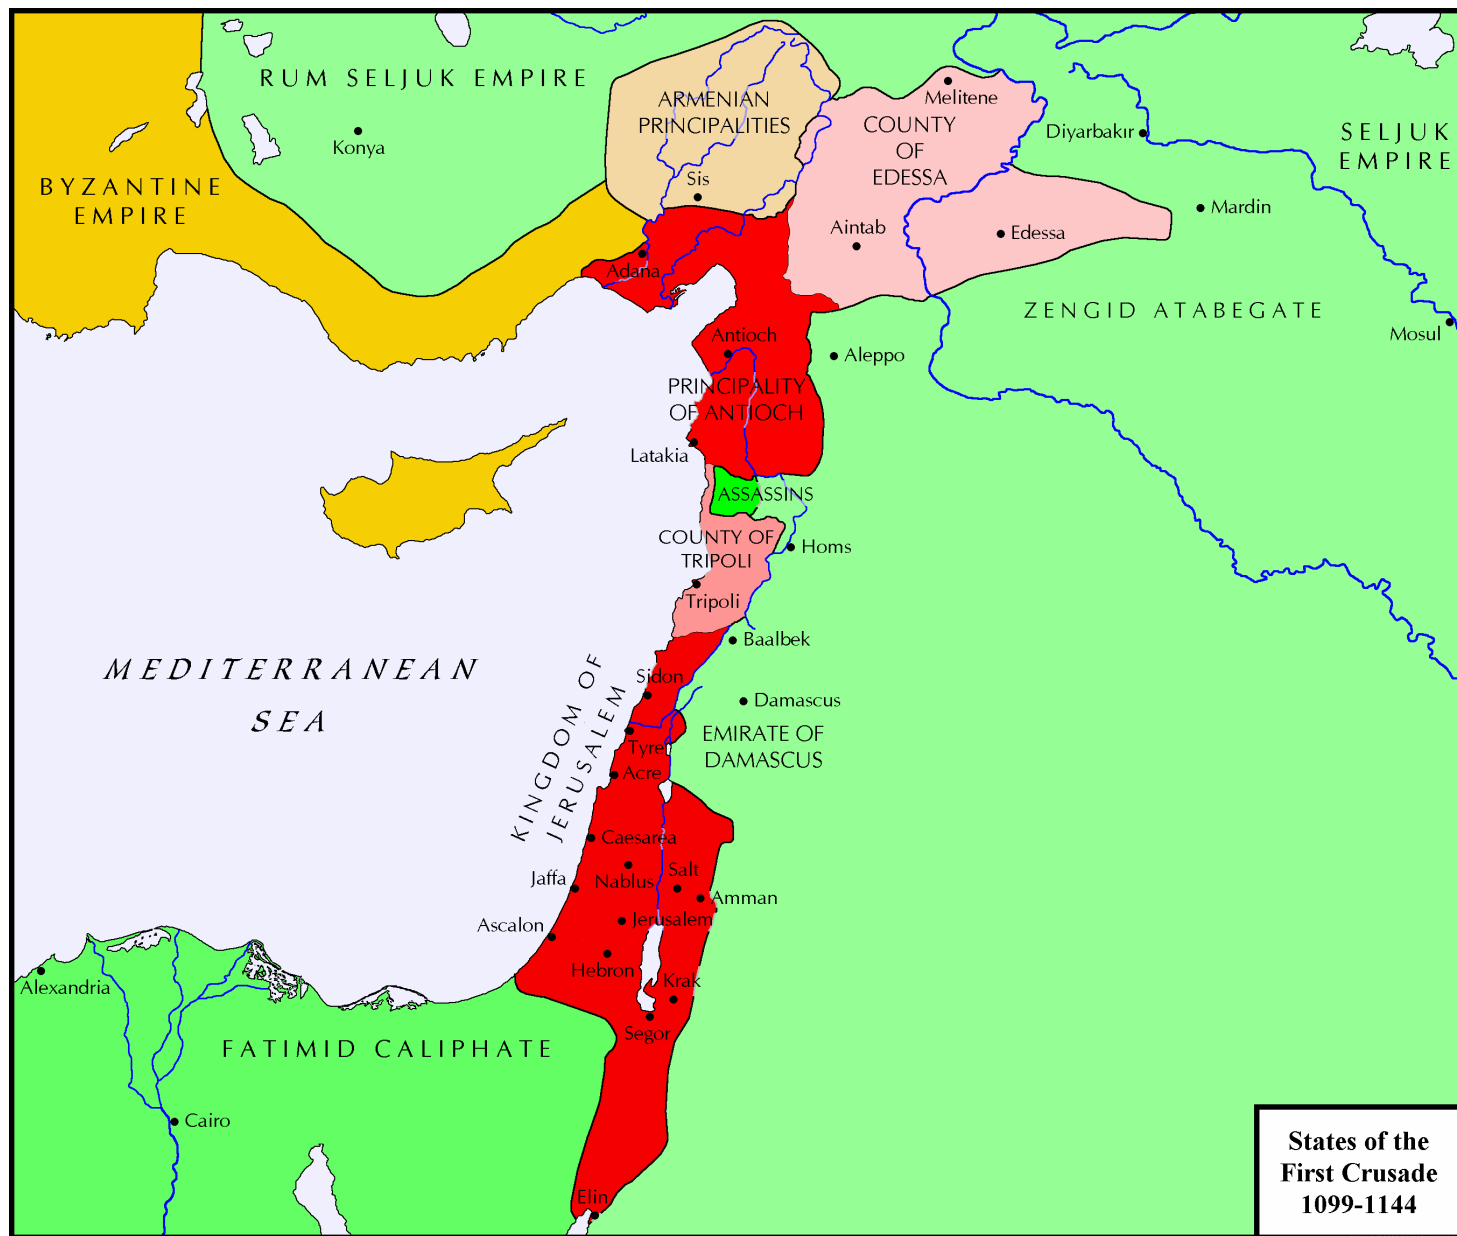 RUM SELJUK EMPIRE
Konya
BYZANTINE
EMPIRE
ARMENIAN
PRINCIPALITIES
Sis
Melitene
COUNTY
OF
EDESSA
Diyarbakır
SELJUK
EMPIRE
Mardin
Aintab
Edessa
Adana
ZENGID ATABEGATE
Mosul
Antioch
Aleppo
PRINCIPALITY
OF ANTIOCH
Latakia
ASSASSINS
COUNTY OF
TRIPOLI
Homs
Tripoli
Baalbek
MEDITERRANEAN
SEA
KINGDOM OF
JERUSALEM
Sidon
Damascus
EMIRATE OF
DAMASCUS
Tyre
Acre
Caesarea
Nablus
Salt
Jaffa
Amman
Ascalon
Jerusalem
Hebron
Krak
Segor
Alexandria
FATIMID CALIPHATE
Cairo
Elin
States of the
First Crusade
1099-1144